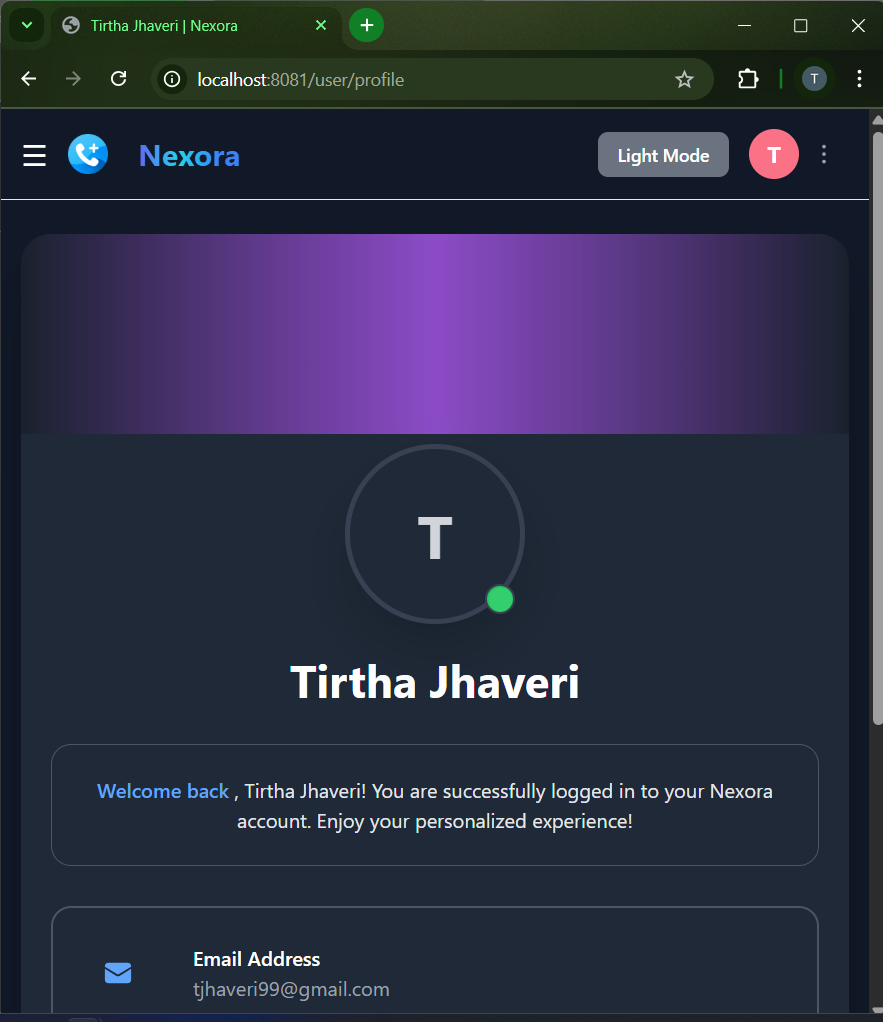 Tirtha Jhaveri | Nexora
localhost:8081/user/profile
T
Nexora
Light Mode
T
T
Tirtha Jhaveri
Welcome back , Tirtha Jhaveri! You are successfully logged in to your Nexora
account. Enjoy your personalized experience!
Email Address
tjhaveri99@gmail.com